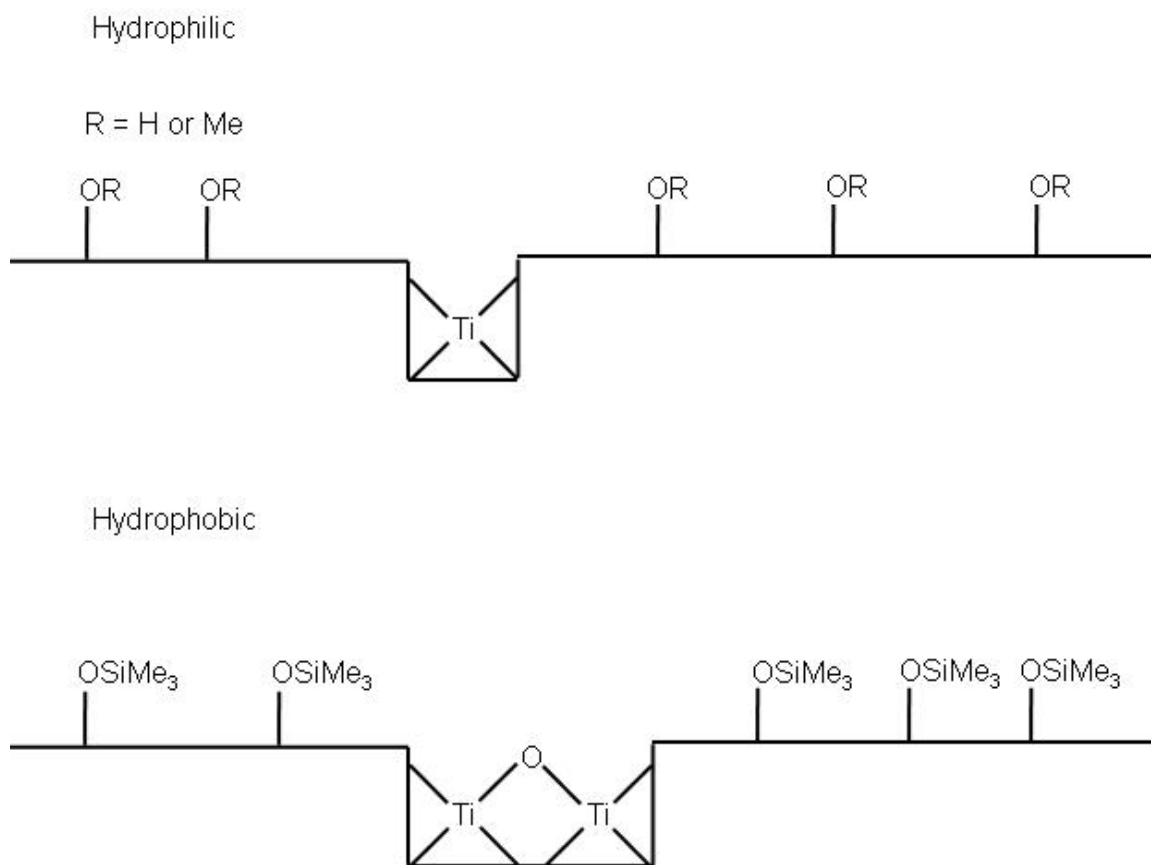 Hydrophilic
R = H or Me
OR OR OR OR OR
Ti
Hydrophobic
OSiMe₃ OSiMe₃ OSiMe₃ OSiMe₃ OSiMe₃
O
Ti Ti